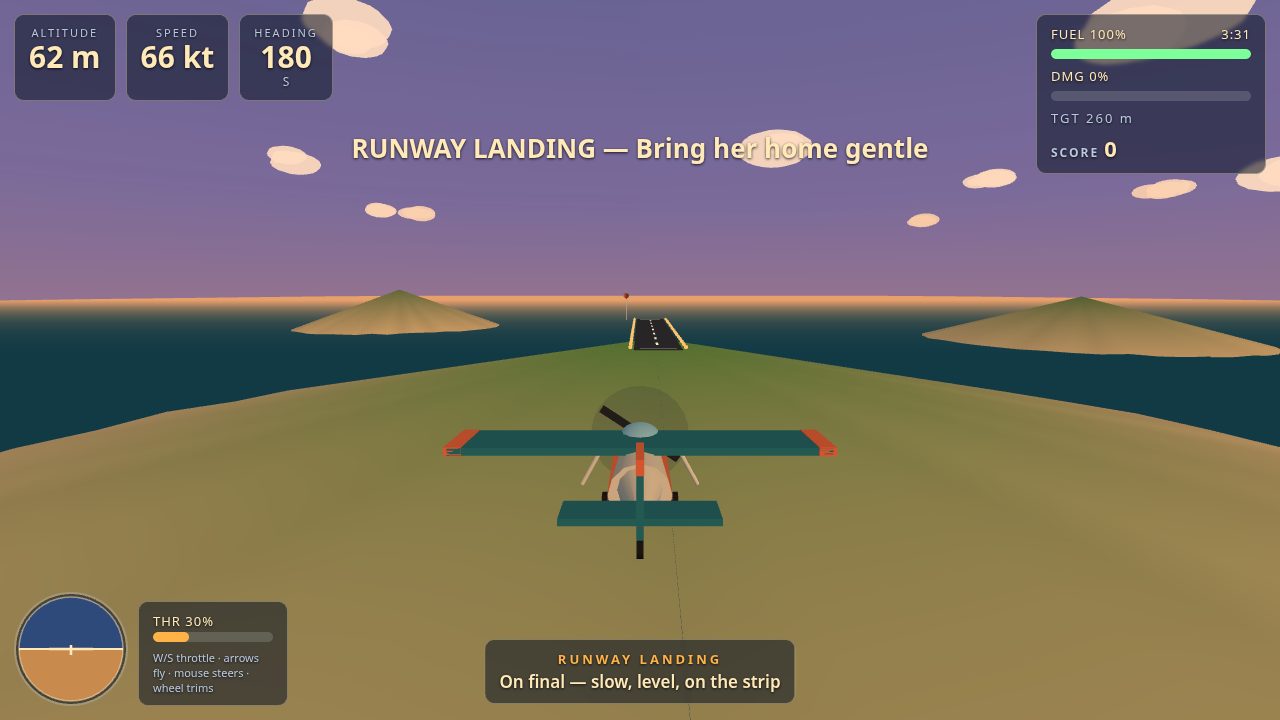 ALTITUDE
62 m
SPEED
66 kt
HEADING
180
S
FUEL 100% 3:31
DMG 0%
TGT 260 m
SCORE 0
RUNWAY LANDING — Bring her home gentle
THR 30%
W/S throttle · arrows
fly · mouse steers ·
wheel trims
RUNWAY LANDING
On final — slow, level, on the strip